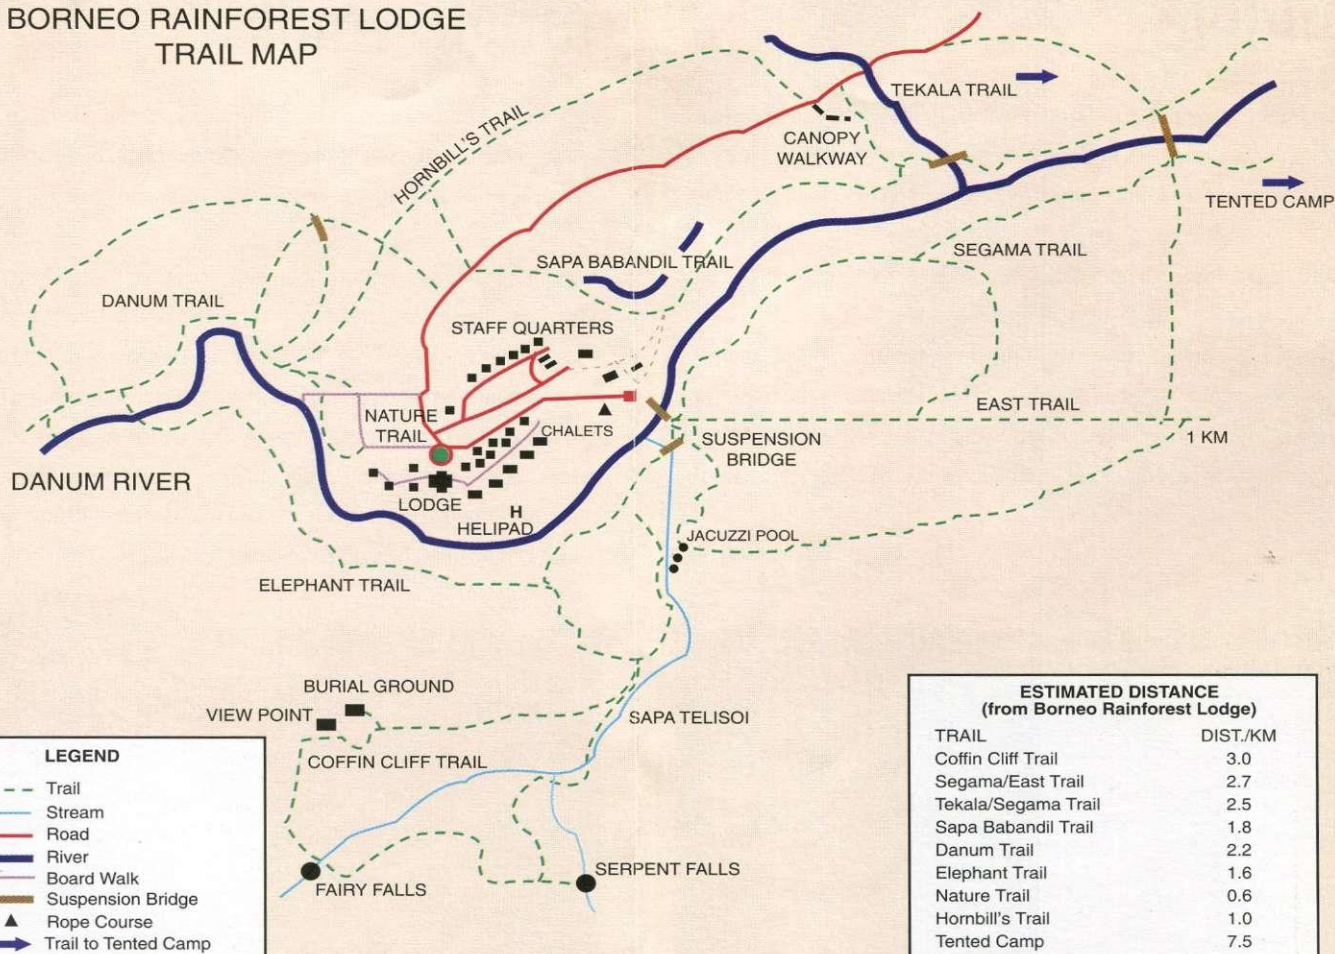 BORNEO RAINFOREST LODGE
TRAIL MAP
HORNBILL'S TRAIL
TEKALA TRAIL
CANOPY
WALKWAY
TENTED CAMP
SEGAMA TRAIL
SAPA BABANDIL TRAIL
DANUM TRAIL
STAFF QUARTERS
NATURE
TRAIL
CHALETS
EAST TRAIL
1 KM
SUSPENSION
BRIDGE
DANUM RIVER
LODGE
H
HELIPAD
JACUZZI POOL
ELEPHANT TRAIL
BURIAL GROUND
VIEW POINT
SAPA TELISOI
COFFIN CLIFF TRAIL
FAIRY FALLS
SERPENT FALLS
LEGEND
Trail
Stream
Road
River
Board Walk
Suspension Bridge
Rope Course
Trail to Tented Camp
ESTIMATED DISTANCE
(from Borneo Rainforest Lodge)
TRAIL DIST./KM
Coffin Cliff Trail 3.0
Segama/East Trail 2.7
Tekala/Segama Trail 2.5
Sapa Babandil Trail 1.8
Danum Trail 2.2
Elephant Trail 1.6
Nature Trail 0.6
Hornbill's Trail 1.0
Tented Camp 7.5